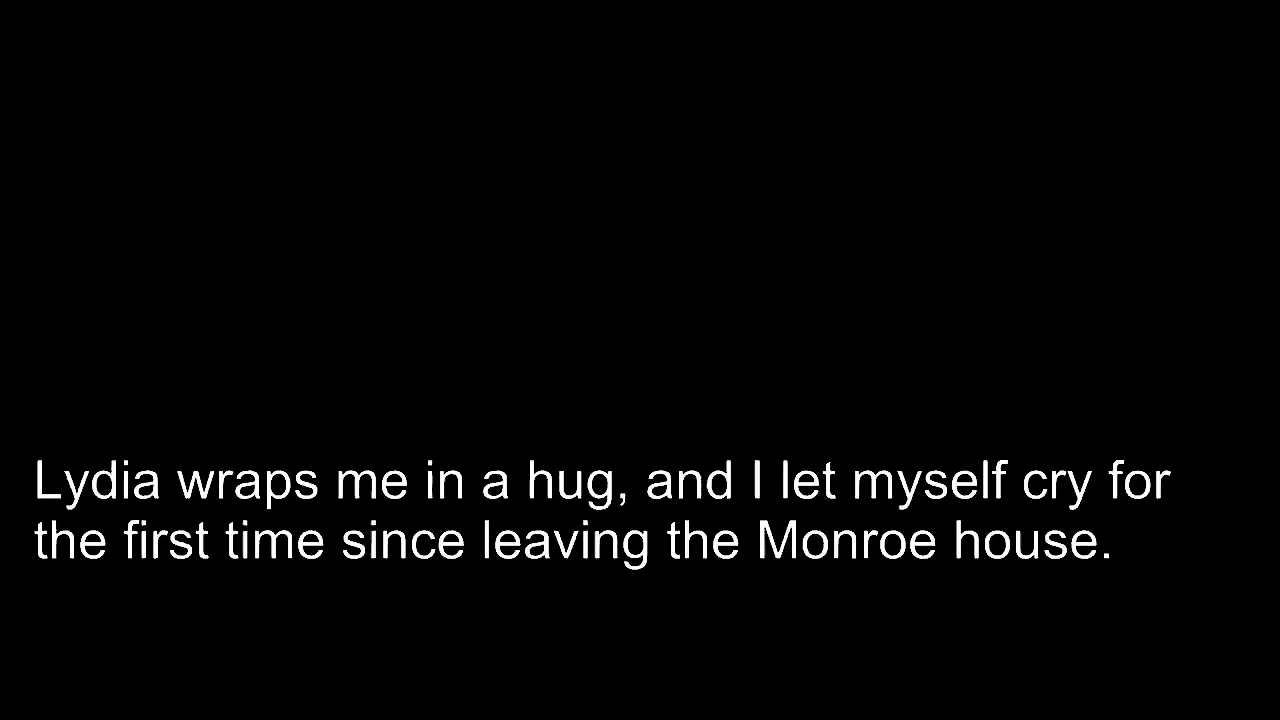 Lydia wraps me in a hug, and I let myself cry for
the first time since leaving the Monroe house.